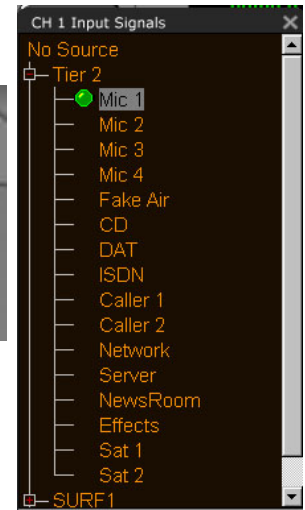 CH 1 Input Signals
No Source
Tier 2
Mic 1
Mic 2
Mic 3
Mic 4
Fake Air
CD
DAT
ISDN
Caller 1
Caller 2
Network
Server
NewsRoom
Effects
Sat 1
Sat 2
SURF1